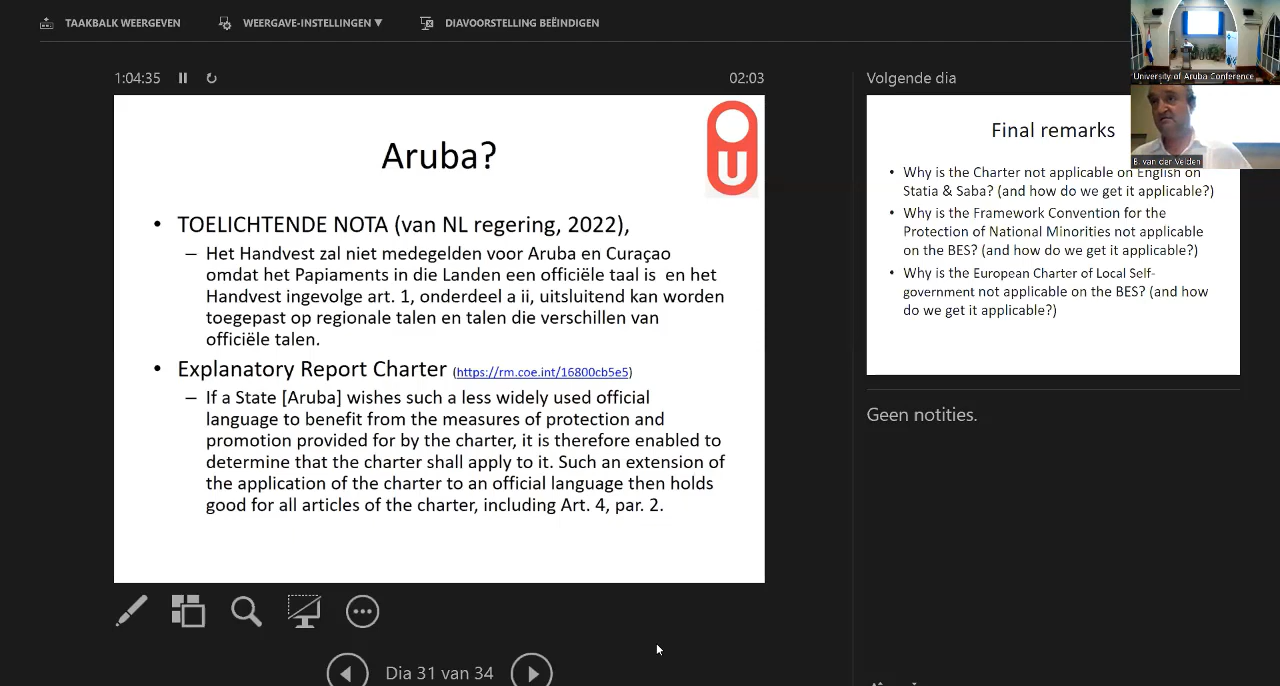 TAAKBALK WEERGEVEN
WEERGAVE-INSTELLINGEN ▼
DIAVOORSTELLING BEËINDIGEN
University of Aruba Conference
B. van der Velden
1:04:35
02:03
Aruba?
U
• TOELICHTENDE NOTA (van NL regering, 2022),
– Het Handvest zal niet medegelden voor Aruba en Curaçao
omdat het Papiaments in die Landen een officiële taal is en het
Handvest ingevolge art. 1, onderdeel a ii, uitsluitend kan worden
toegepast op regionale talen en talen die verschillen van
officiële talen.
• Explanatory Report Charter (https://rm.coe.int/16800cb5e5)
– If a State [Aruba] wishes such a less widely used official
language to benefit from the measures of protection and
promotion provided for by the charter, it is therefore enabled to
determine that the charter shall apply to it. Such an extension of
the application of the charter to an official language then holds
good for all articles of the charter, including Art. 4, par. 2.
Dia 31 van 34
Volgende dia
Final remarks
• Why is the Charter not applicable on English on
Statia & Saba? (and how do we get it applicable?)
• Why is the Framework Convention for the
Protection of National Minorities not applicable
on the BES? (and how do we get it applicable?)
• Why is the European Charter of Local Self-
government not applicable on the BES? (and how
do we get it applicable?)
Geen notities.